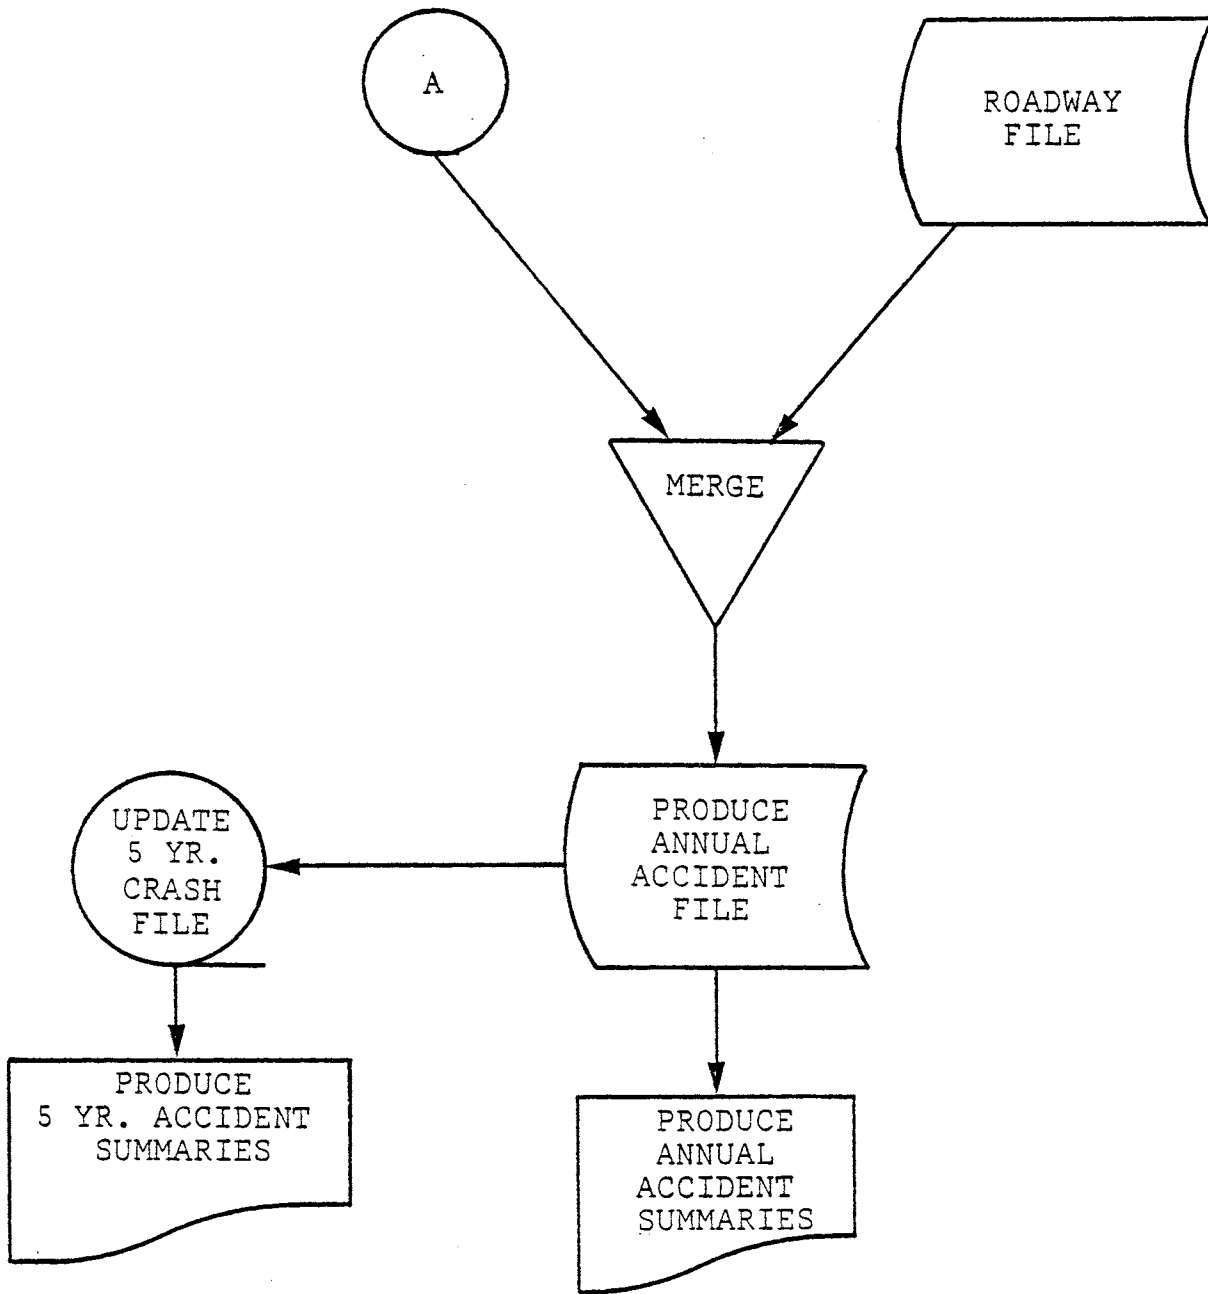 A
ROADWAY
FILE
MERGE
PRODUCE
ANNUAL
ACCIDENT
FILE
UPDATE
5 YR.
CRASH
FILE
PRODUCE
5 YR. ACCIDENT
SUMMARIES
PRODUCE
ANNUAL
ACCIDENT
SUMMARIES